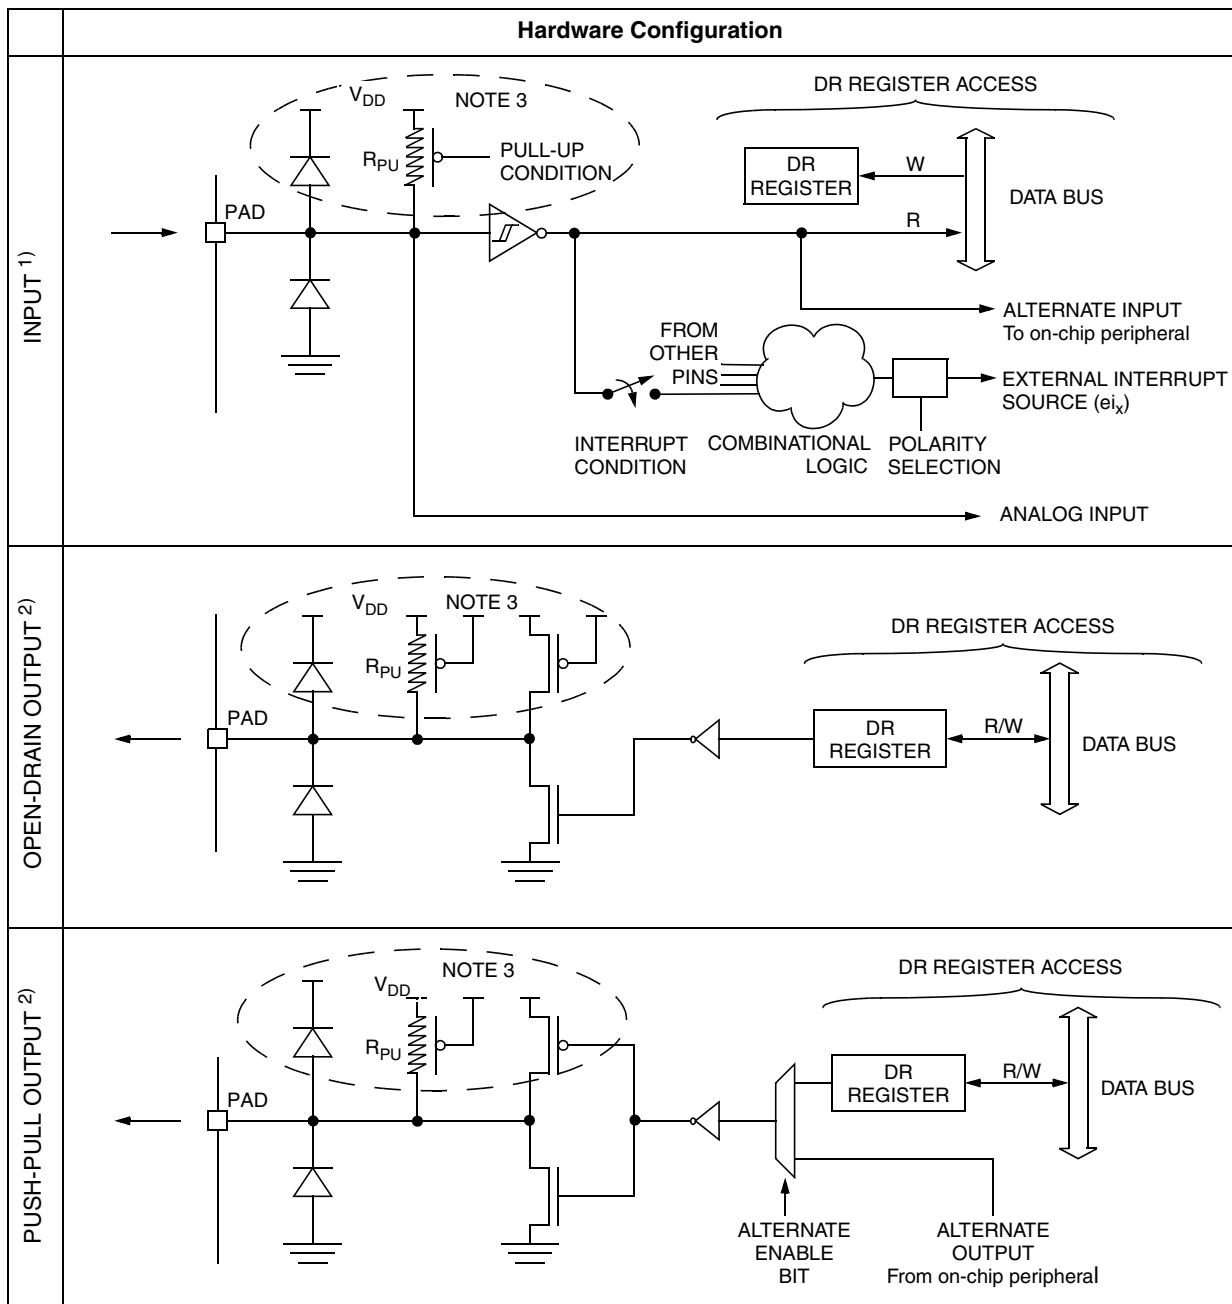 Hardware Configuration
INPUT 1)
VDD
NOTE 3
RPU
PULL-UP
CONDITION
PAD
DR REGISTER ACCESS
DR
REGISTER
W
R
DATA BUS
ALTERNATE INPUT
To on-chip peripheral
FROM
OTHER
PINS
EXTERNAL INTERRUPT
SOURCE (eix)
INTERRUPT
CONDITION
COMBINATIONAL
LOGIC
POLARITY
SELECTION
ANALOG INPUT
OPEN-DRAIN OUTPUT 2)
VDD
NOTE 3
RPU
PAD
DR REGISTER ACCESS
DR
REGISTER
R/W
DATA BUS
PUSH-PULL OUTPUT 2)
VDD
NOTE 3
RPU
PAD
DR REGISTER ACCESS
DR
REGISTER
R/W
DATA BUS
ALTERNATE
ENABLE
BIT
ALTERNATE
OUTPUT
From on-chip peripheral